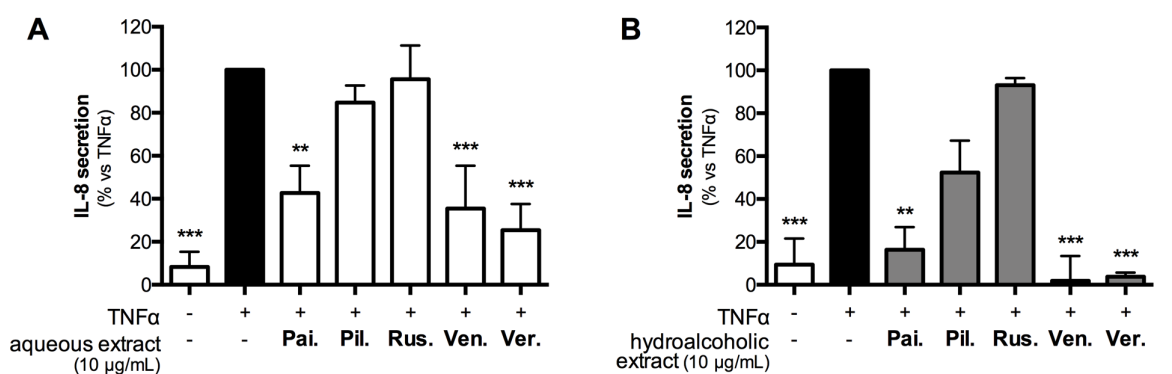 A
IL-8 secretion
(% vs TNFα)
120
100
80
60
40
20
0
***
**
***
***
TNFα - + + + + + +
aqueous extract - - Pai. Pil. Rus. Ven. Ver.
(10 µg/mL)
B
IL-8 secretion
(% vs TNFα)
120
100
80
60
40
20
0
***
**
***
***
TNFα - + + + + + +
hydroalcoholic - - Pai. Pil. Rus. Ven. Ver.
extract (10 µg/mL)